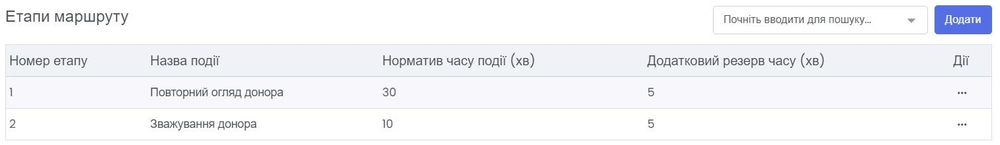 Етапи маршруту
Почніть вводити для пошуку...
Додати
Номер етапу Назва події Норматив часу події (хв) Додатковий резерв часу (хв) Дії
1 Повторний огляд донора 30 5 ...
2 Зважування донора 10 5 ...